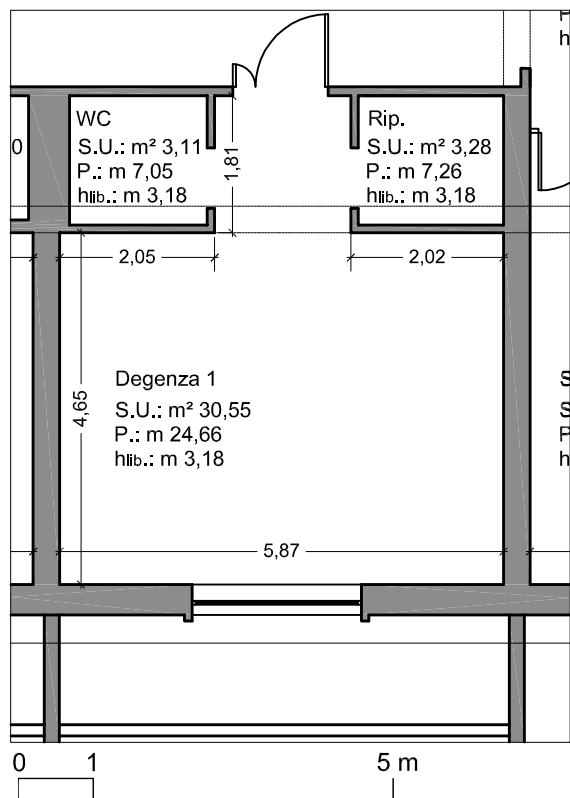 WC
S.U.: m² 3,11
P.: m 7,05
hlib.: m 3,18
Rip.
S.U.: m² 3,28
P.: m 7,26
hlib.: m 3,18
0
1,81
2,05
2,02
4,65
Degenza 1
S.U.: m² 30,55
P.: m 24,66
hlib.: m 3,18
5,87
P
h
S
S
P
h
0 1 5 m